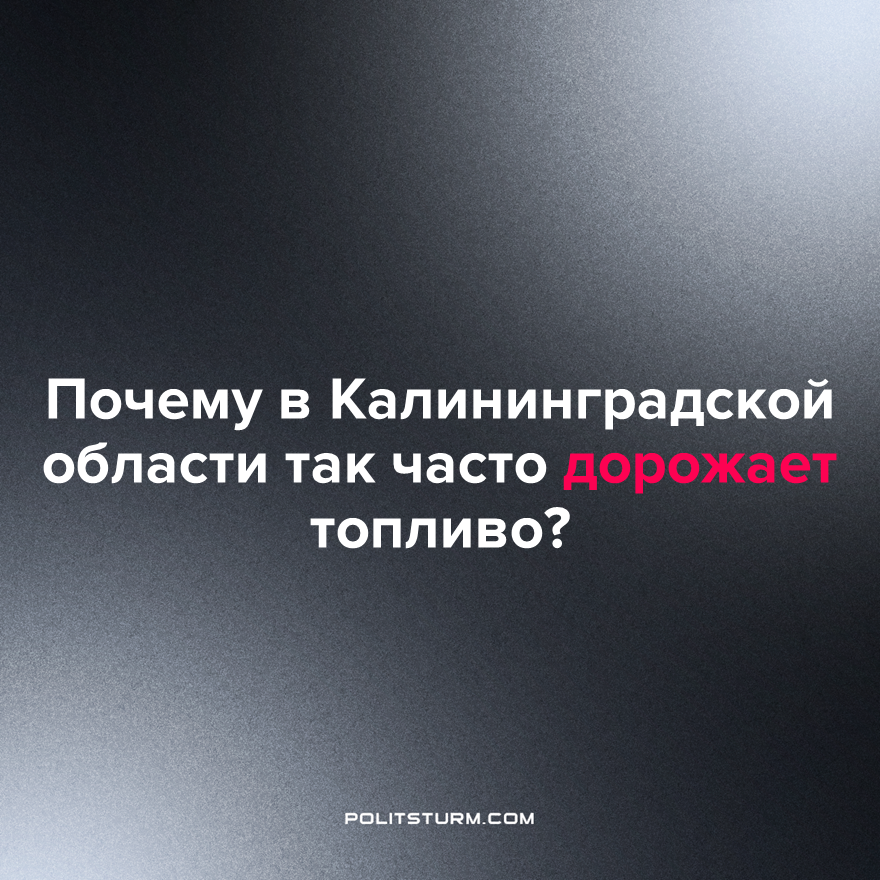 Почему в Калининградской
области так часто дорожает
топливо?
POLITSTURM.COM